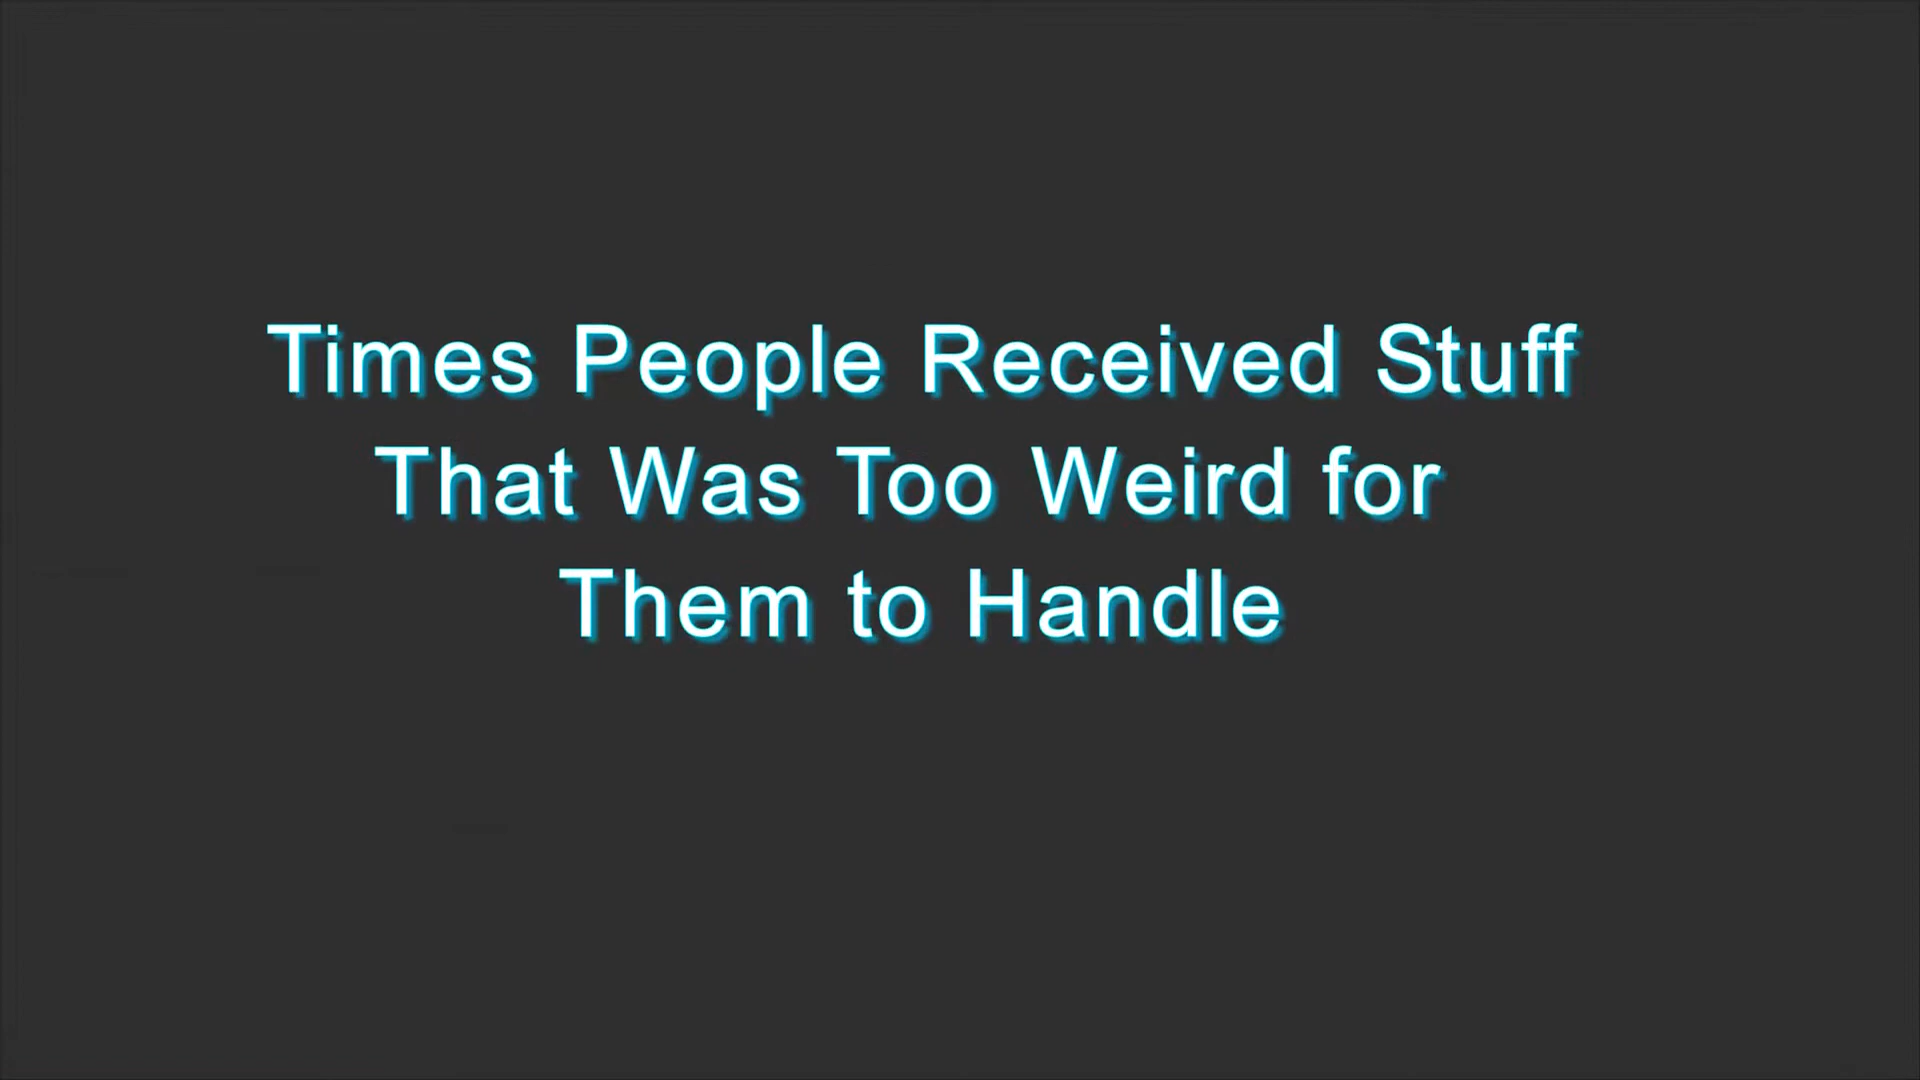 Times People Received Stuff
That Was Too Weird for
Them to Handle